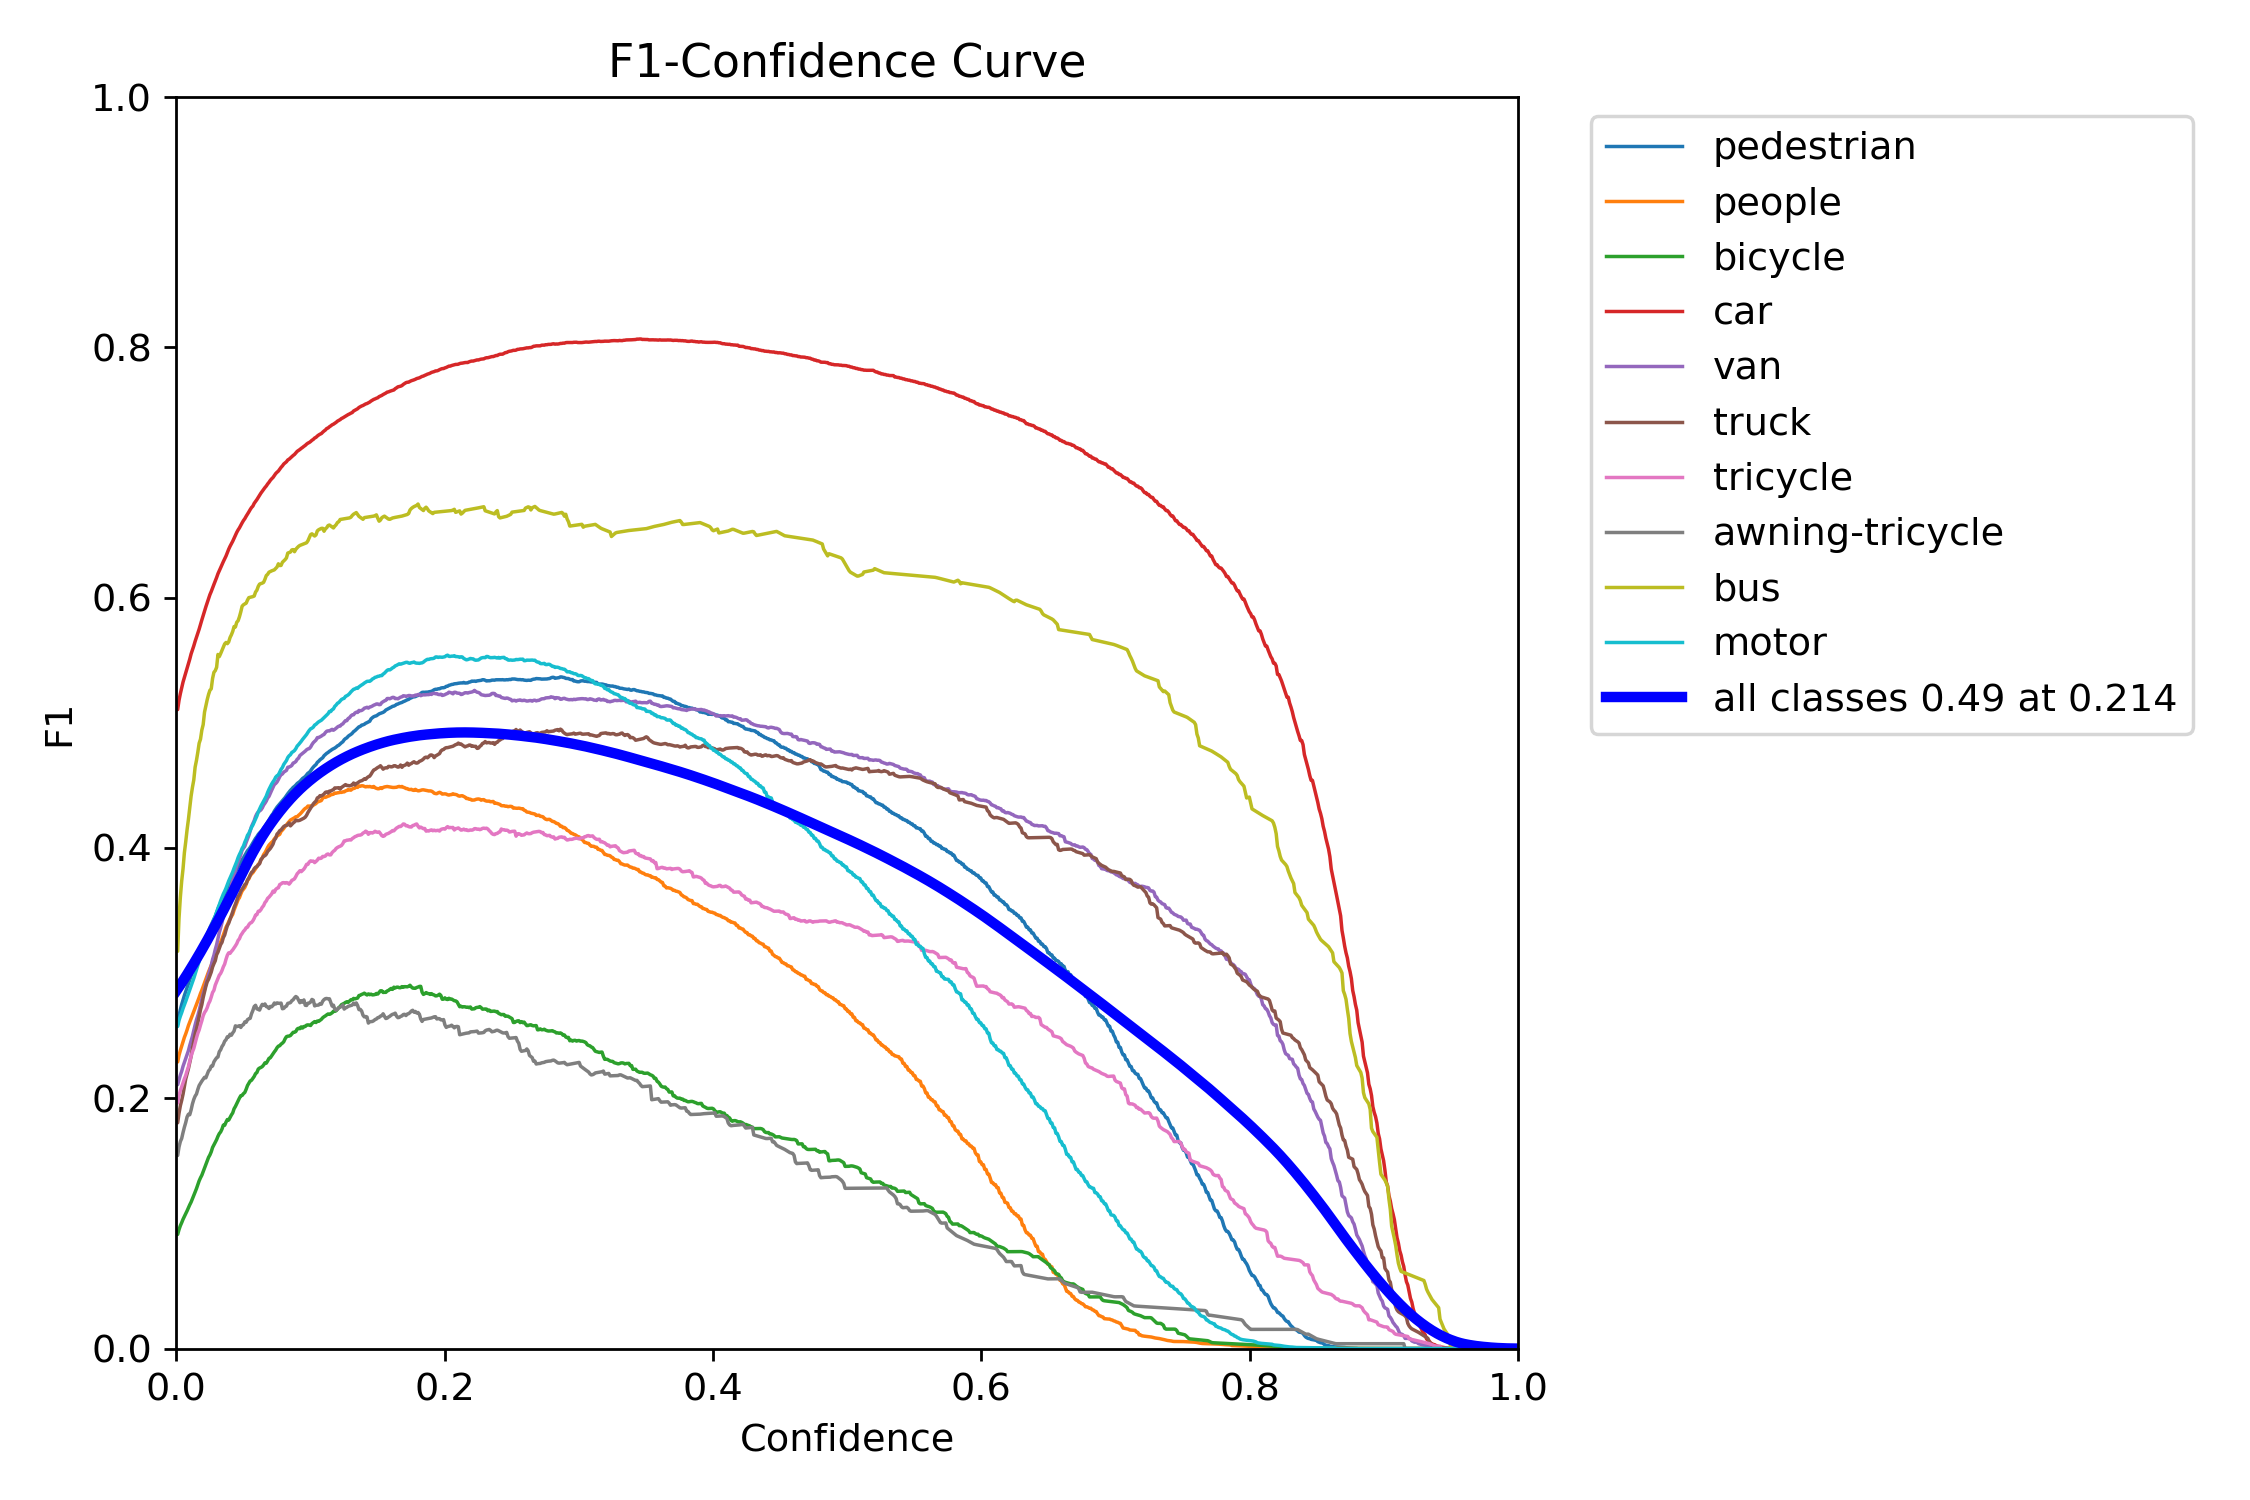 F1-Confidence Curve
1.0
0.8
0.6
0.4
0.2
0.0
F1
0.0 0.2 0.4 0.6 0.8 1.0
Confidence
pedestrian
people
bicycle
car
van
truck
tricycle
awning-tricycle
bus
motor
all classes 0.49 at 0.214